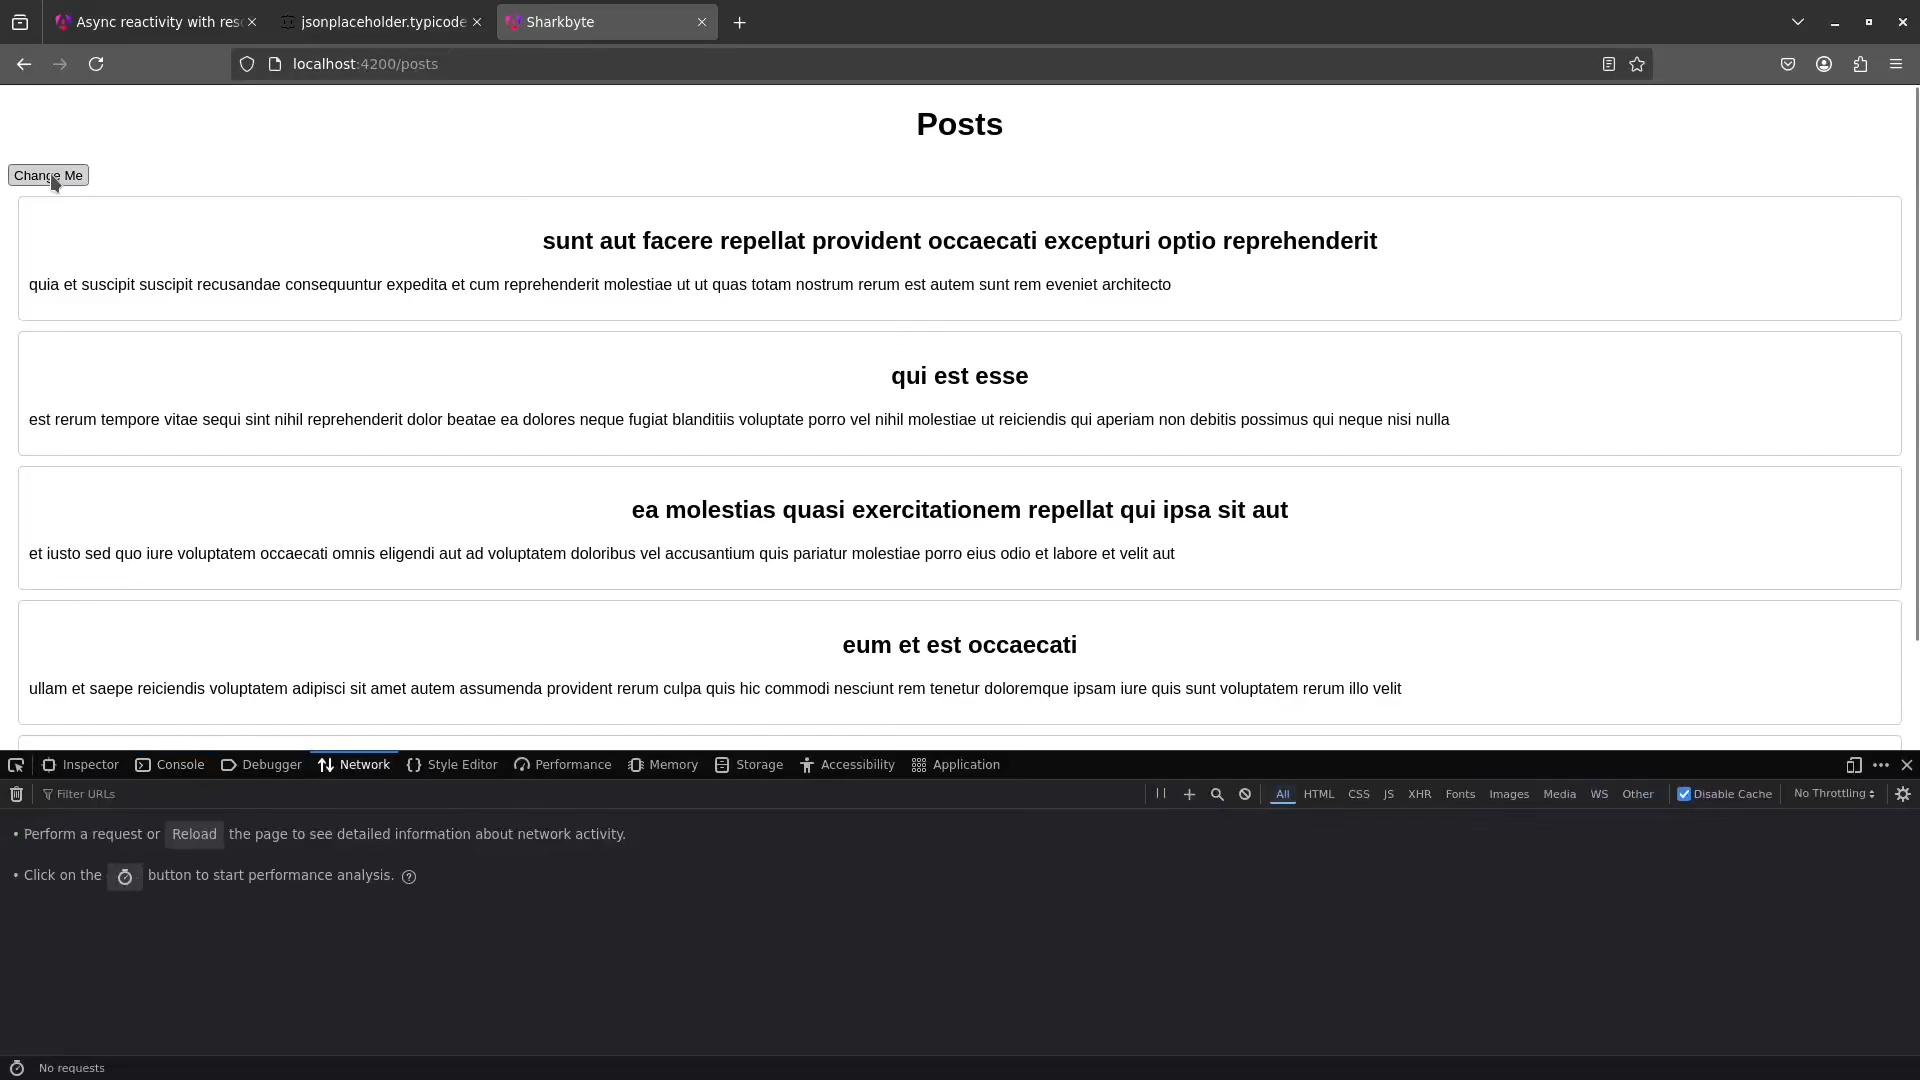 Async reactivity with res
jsonplaceholder.typicode
Sharkbyte
localhost:4200/posts
Posts
Change Me
sunt aut facere repellat provident occaecati excepturi optio reprehenderit
quia et suscipit suscipit recusandae consequuntur expedita et cum reprehenderit molestiae ut ut quas totam nostrum rerum est autem sunt rem eveniet architecto
qui est esse
est rerum tempore vitae sequi sint nihil reprehenderit dolor beatae ea dolores neque fugiat blanditiis voluptate porro vel nihil molestiae ut reiciendis qui aperiam non debitis possimus qui neque nisi nulla
ea molestias quasi exercitationem repellat qui ipsa sit aut
et iusto sed quo iure voluptatem occaecati omnis eligendi aut ad voluptatem doloribus vel accusantium quis pariatur molestiae porro eius odio et labore et velit aut
eum et est occaecati
ullam et saepe reiciendis voluptatem adipisci sit amet autem assumenda provident rerum culpa quis hic commodi nesciunt rem tenetur doloremque ipsam iure quis sunt voluptatem rerum illo velit
Inspector Console Debugger Network Style Editor Performance Memory Storage Accessibility Application
Filter URLs All HTML CSS JS XHR Fonts Images Media WS Other Disable Cache No Throttling
• Perform a request or Reload the page to see detailed information about network activity.
• Click on the button to start performance analysis.
No requests